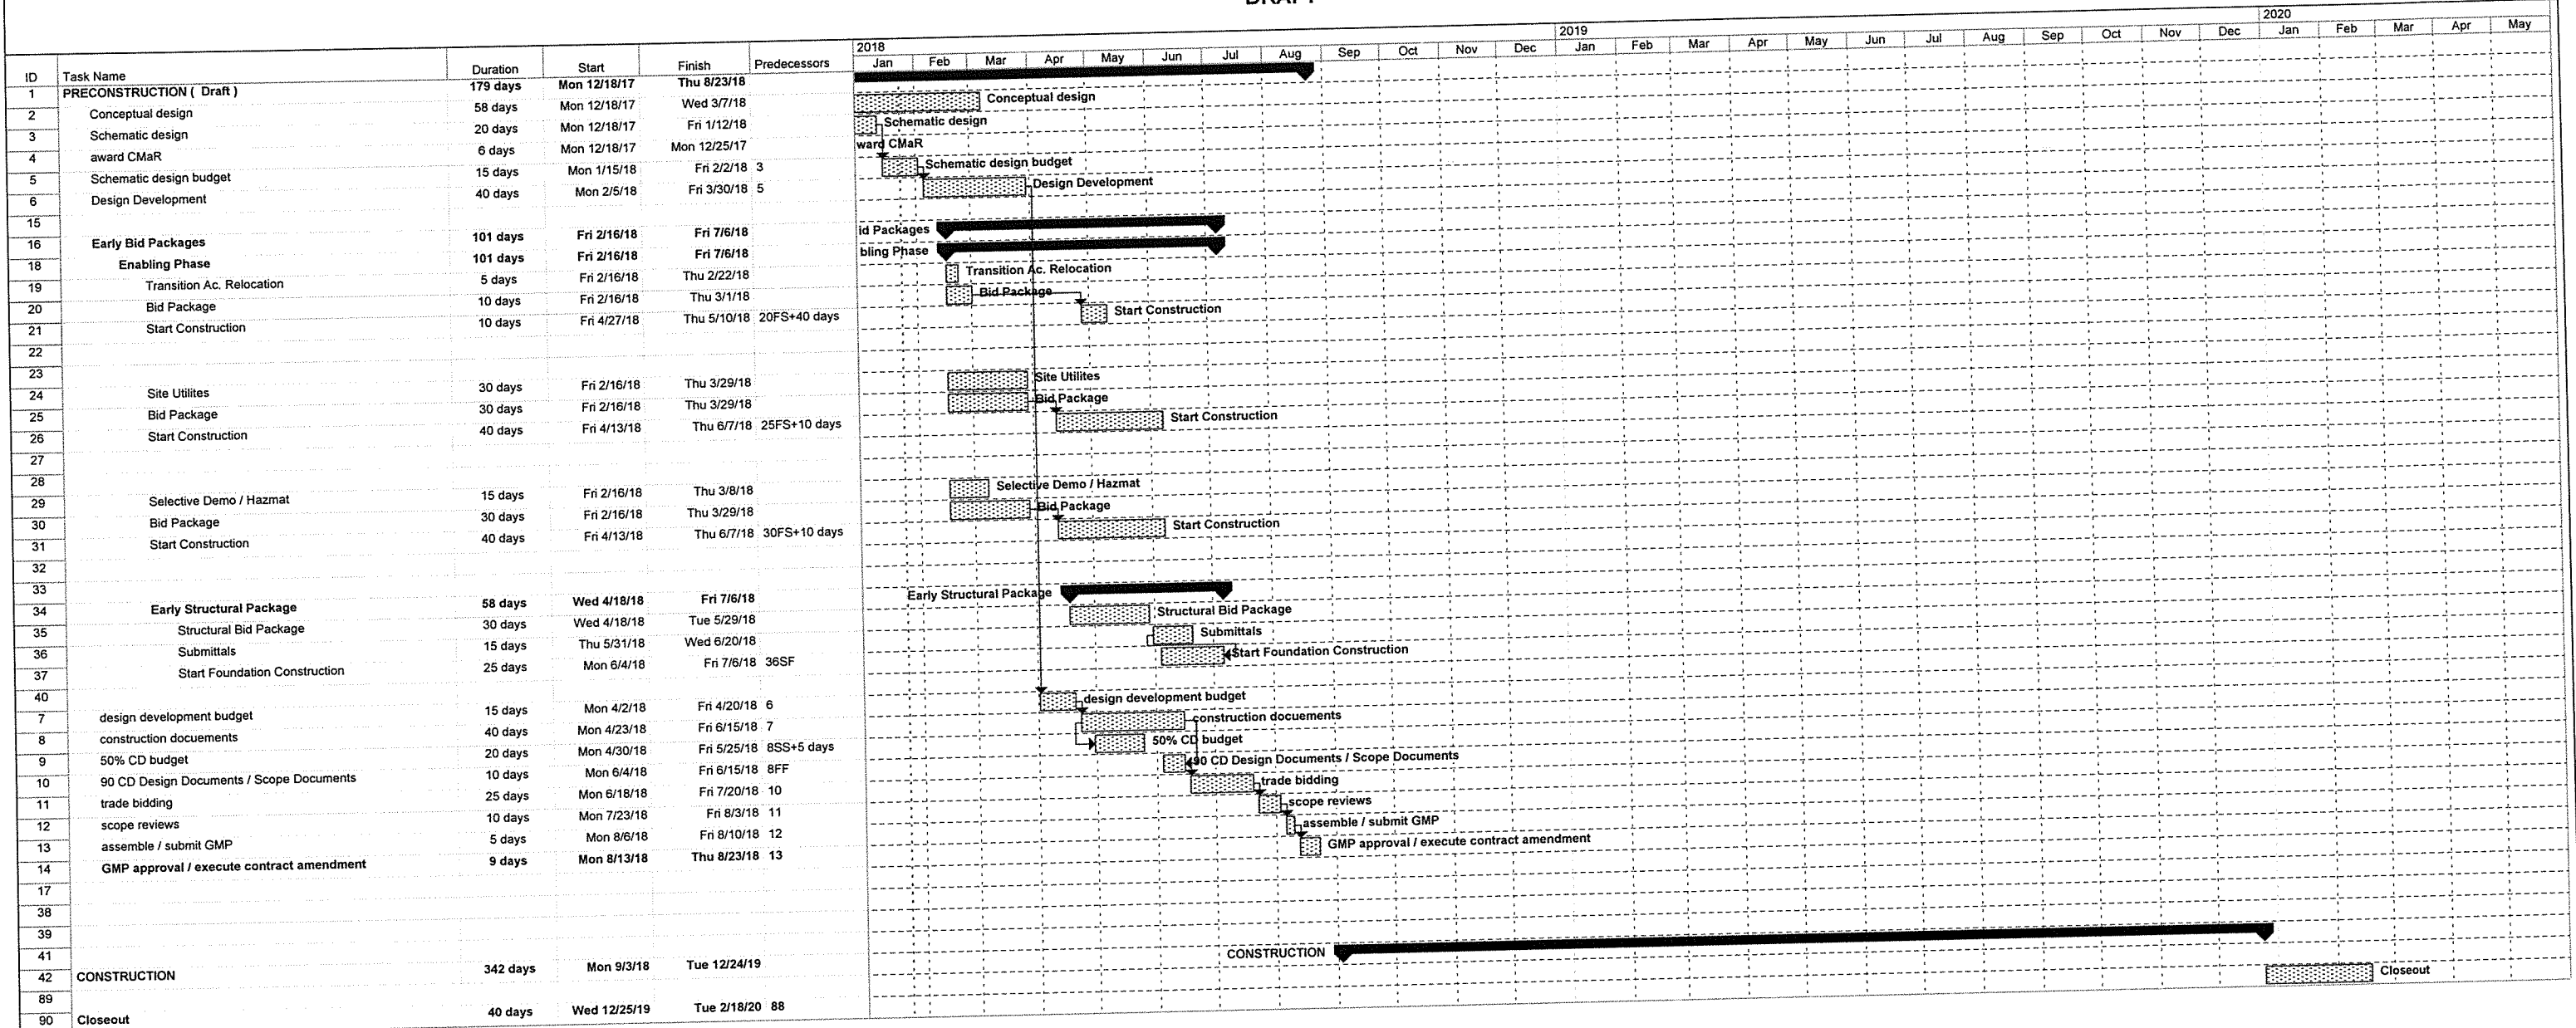 DRAFT
2018 2019 2020
ID Task Name Duration Start Finish Predecessors Jan Feb Mar Apr May Jun Jul Aug Sep Oct Nov Dec Jan Feb Mar Apr May Jun Jul Aug Sep Oct Nov Dec Jan Feb Mar Apr May
1 PRECONSTRUCTION ( Draft ) 179 days Mon 12/18/17 Thu 8/23/18
2 Conceptual design 58 days Mon 12/18/17 Wed 3/7/18 Conceptual design
3 Schematic design 20 days Mon 12/18/17 Fri 1/12/18 Schematic design
4 award CMaR 6 days Mon 12/18/17 Mon 12/25/17 ward CMaR
5 Schematic design budget 15 days Mon 1/15/18 Fri 2/2/18 3 Schematic design budget
6 Design Development 40 days Mon 2/5/18 Fri 3/30/18 5 Design Development
15
16 Early Bid Packages 101 days Fri 2/16/18 Fri 7/6/18 id Packages
18 Enabling Phase 101 days Fri 2/16/18 Fri 7/6/18 bling Phase
19 Transition Ac. Relocation 5 days Fri 2/16/18 Thu 2/22/18 Transition Ac. Relocation
20 Bid Package 10 days Fri 2/16/18 Thu 3/1/18 Bid Package
21 Start Construction 10 days Fri 4/27/18 Thu 5/10/18 20FS+40 days Start Construction
22
23
24 Site Utilites 30 days Fri 2/16/18 Thu 3/29/18 Site Utilites
25 Bid Package 30 days Fri 2/16/18 Thu 3/29/18 Bid Package
26 Start Construction 40 days Fri 4/13/18 Thu 6/7/18 25FS+10 days Start Construction
27
28
29 Selective Demo / Hazmat 15 days Fri 2/16/18 Thu 3/8/18 Selective Demo / Hazmat
30 Bid Package 30 days Fri 2/16/18 Thu 3/29/18 Bid Package
31 Start Construction 40 days Fri 4/13/18 Thu 6/7/18 30FS+10 days Start Construction
32
33
34 Early Structural Package 58 days Wed 4/18/18 Fri 7/6/18 Early Structural Package
35 Structural Bid Package 30 days Wed 4/18/18 Tue 5/29/18 Structural Bid Package
36 Submittals 15 days Thu 5/31/18 Wed 6/20/18 Submittals
37 Start Foundation Construction 25 days Mon 6/4/18 Fri 7/6/18 36SF Start Foundation Construction
40
7 design development budget 15 days Mon 4/2/18 Fri 4/20/18 6 design development budget
8 construction docuements 40 days Mon 4/23/18 Fri 6/15/18 7 construction docuements
9 50% CD budget 20 days Mon 4/30/18 Fri 5/25/18 8SS+5 days 50% CD budget
10 90 CD Design Documents / Scope Documents 10 days Mon 6/4/18 Fri 6/15/18 8FF 90 CD Design Documents / Scope Documents
11 trade bidding 25 days Mon 6/18/18 Fri 7/20/18 10 trade bidding
12 scope reviews 10 days Mon 7/23/18 Fri 8/3/18 11 scope reviews
13 assemble / submit GMP 5 days Mon 8/6/18 Fri 8/10/18 12 assemble / submit GMP
14 GMP approval / execute contract amendment 9 days Mon 8/13/18 Thu 8/23/18 13 GMP approval / execute contract amendment
17
38
39
41
42 CONSTRUCTION 342 days Mon 9/3/18 Tue 12/24/19 CONSTRUCTION
89
90 Closeout 40 days Wed 12/25/19 Tue 2/18/20 88 Closeout